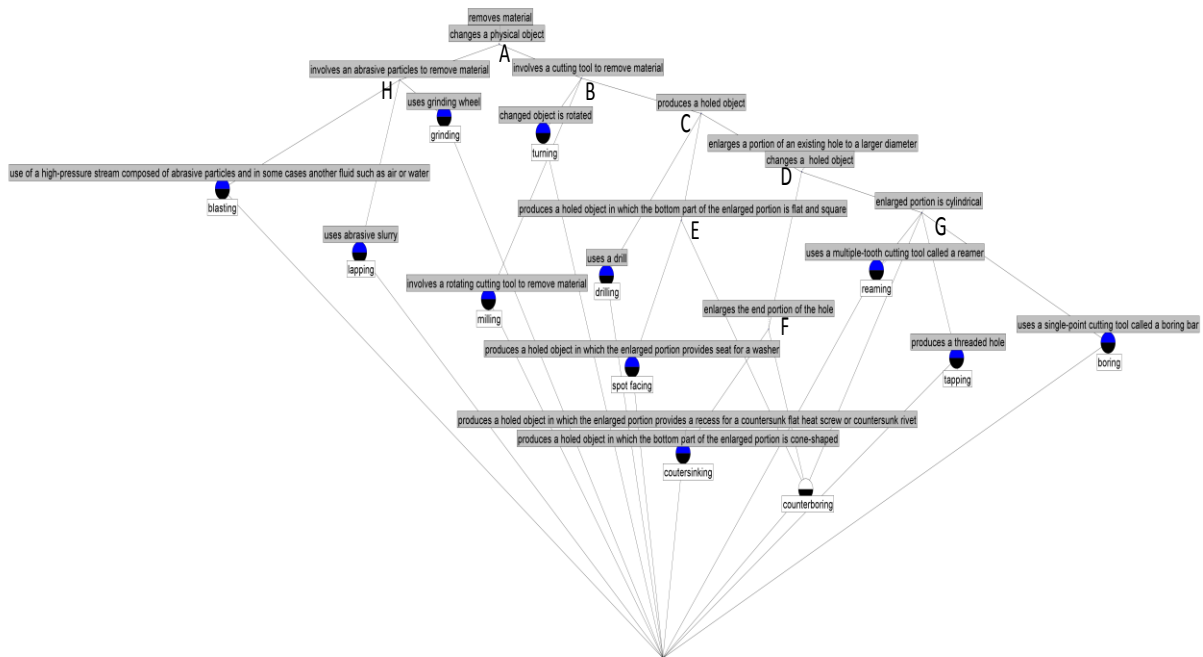 removes material
changes a physical object
A
involves an abrasive particles to remove material
involves a cutting tool to remove material
H
B
uses grinding wheel
grinding
changed object is rotated
turning
produces a holed object
C
enlarges a portion of an existing hole to a larger diameter
changes a holed object
D
use of a high-pressure stream composed of abrasive particles and in some cases another fluid such as air or water
blasting
produces a holed object in which the bottom part of the enlarged portion is flat and square
E
enlarged portion is cylindrical
G
uses abrasive slurry
lapping
uses a drill
drilling
uses a multiple-tooth cutting tool called a reamer
reaming
involves a rotating cutting tool to remove material
milling
enlarges the end portion of the hole
F
uses a single-point cutting tool called a boring bar
boring
produces a holed object in which the enlarged portion provides seat for a washer
spot facing
produces a threaded hole
tapping
produces a holed object in which the enlarged portion provides a recess for a countersunk flat heat screw or countersunk rivet
produces a holed object in which the bottom part of the enlarged portion is cone-shaped
coutersinking
counterboring